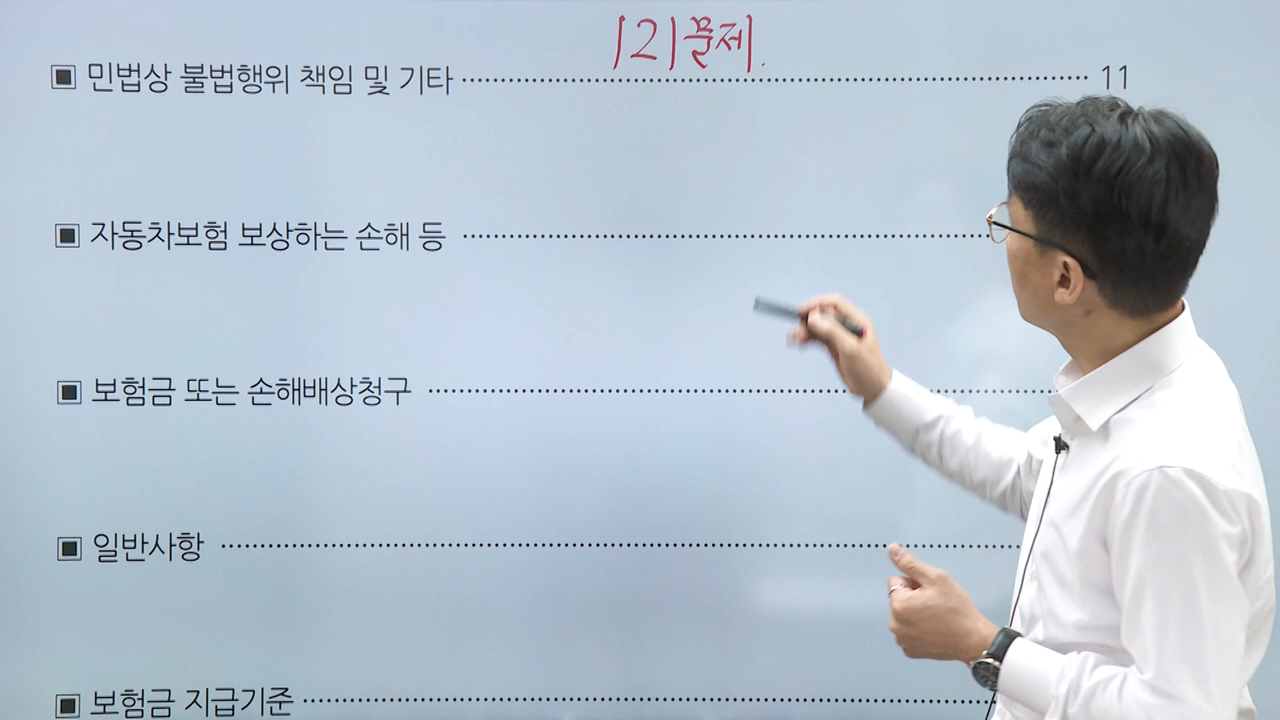 121문제.
▣ 민법상 불법행위 책임 및 기타 ........ 11
▣ 자동차보험 보상하는 손해 등 ........
▣ 보험금 또는 손해배상청구 ........
▣ 일반사항 ........
▣ 보험금 지급기준 ........